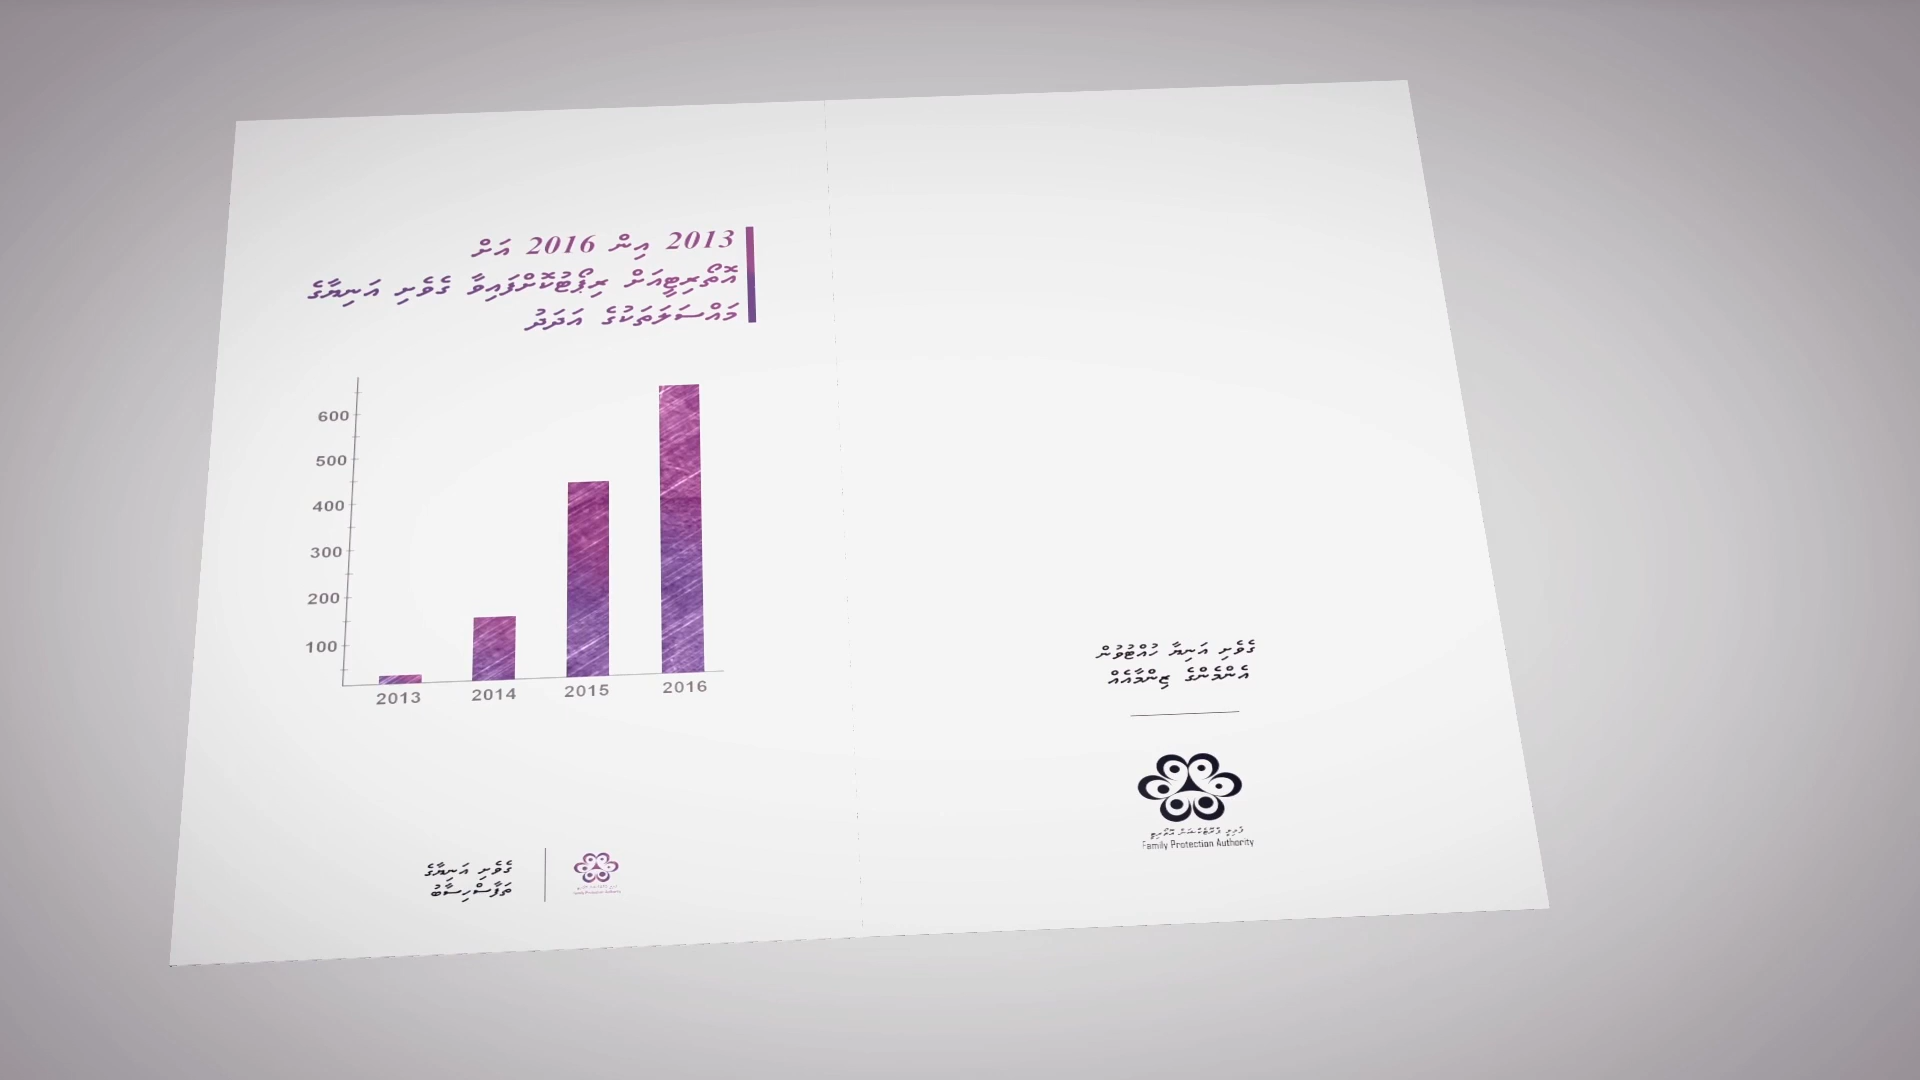 2013 އިން 2016 އަށް
އޮތޯރިޓީއަށް ރިޕޯޓުކޮށްފައިވާ ގެވެށި އަނިޔާގެ
މައްސަލަތަކުގެ އަދަދު
600
500
400
300
200
100
2013 2014 2015 2016
ގެވެށި އަނިޔާގެ
ތަފާސްހިސާބު
ގެވެށި އަނިޔާ ހުއްޓުވުން
އެންމެންގެ ޒިންމާއެއް
ފެމިލީ ޕްރޮޓެކްޝަން އޮތޯރިޓީ
Family Protection Authority